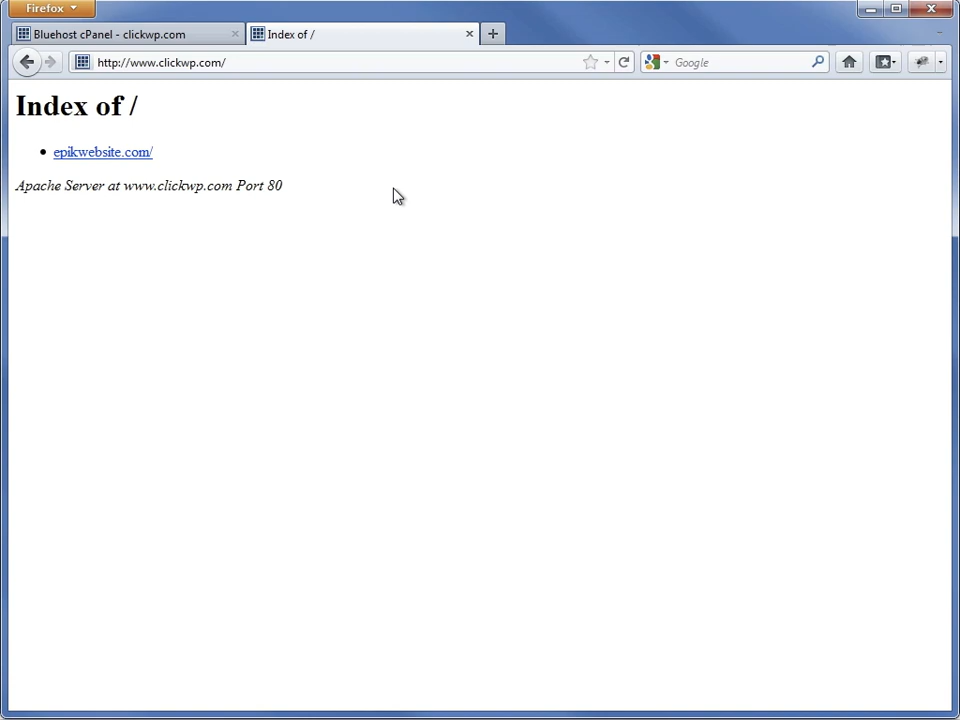 Firefox
Bluehost cPanel - clickwp.com
Index of /
http://www.clickwp.com/
Google
Index of /
epikwebsite.com/
Apache Server at www.clickwp.com Port 80